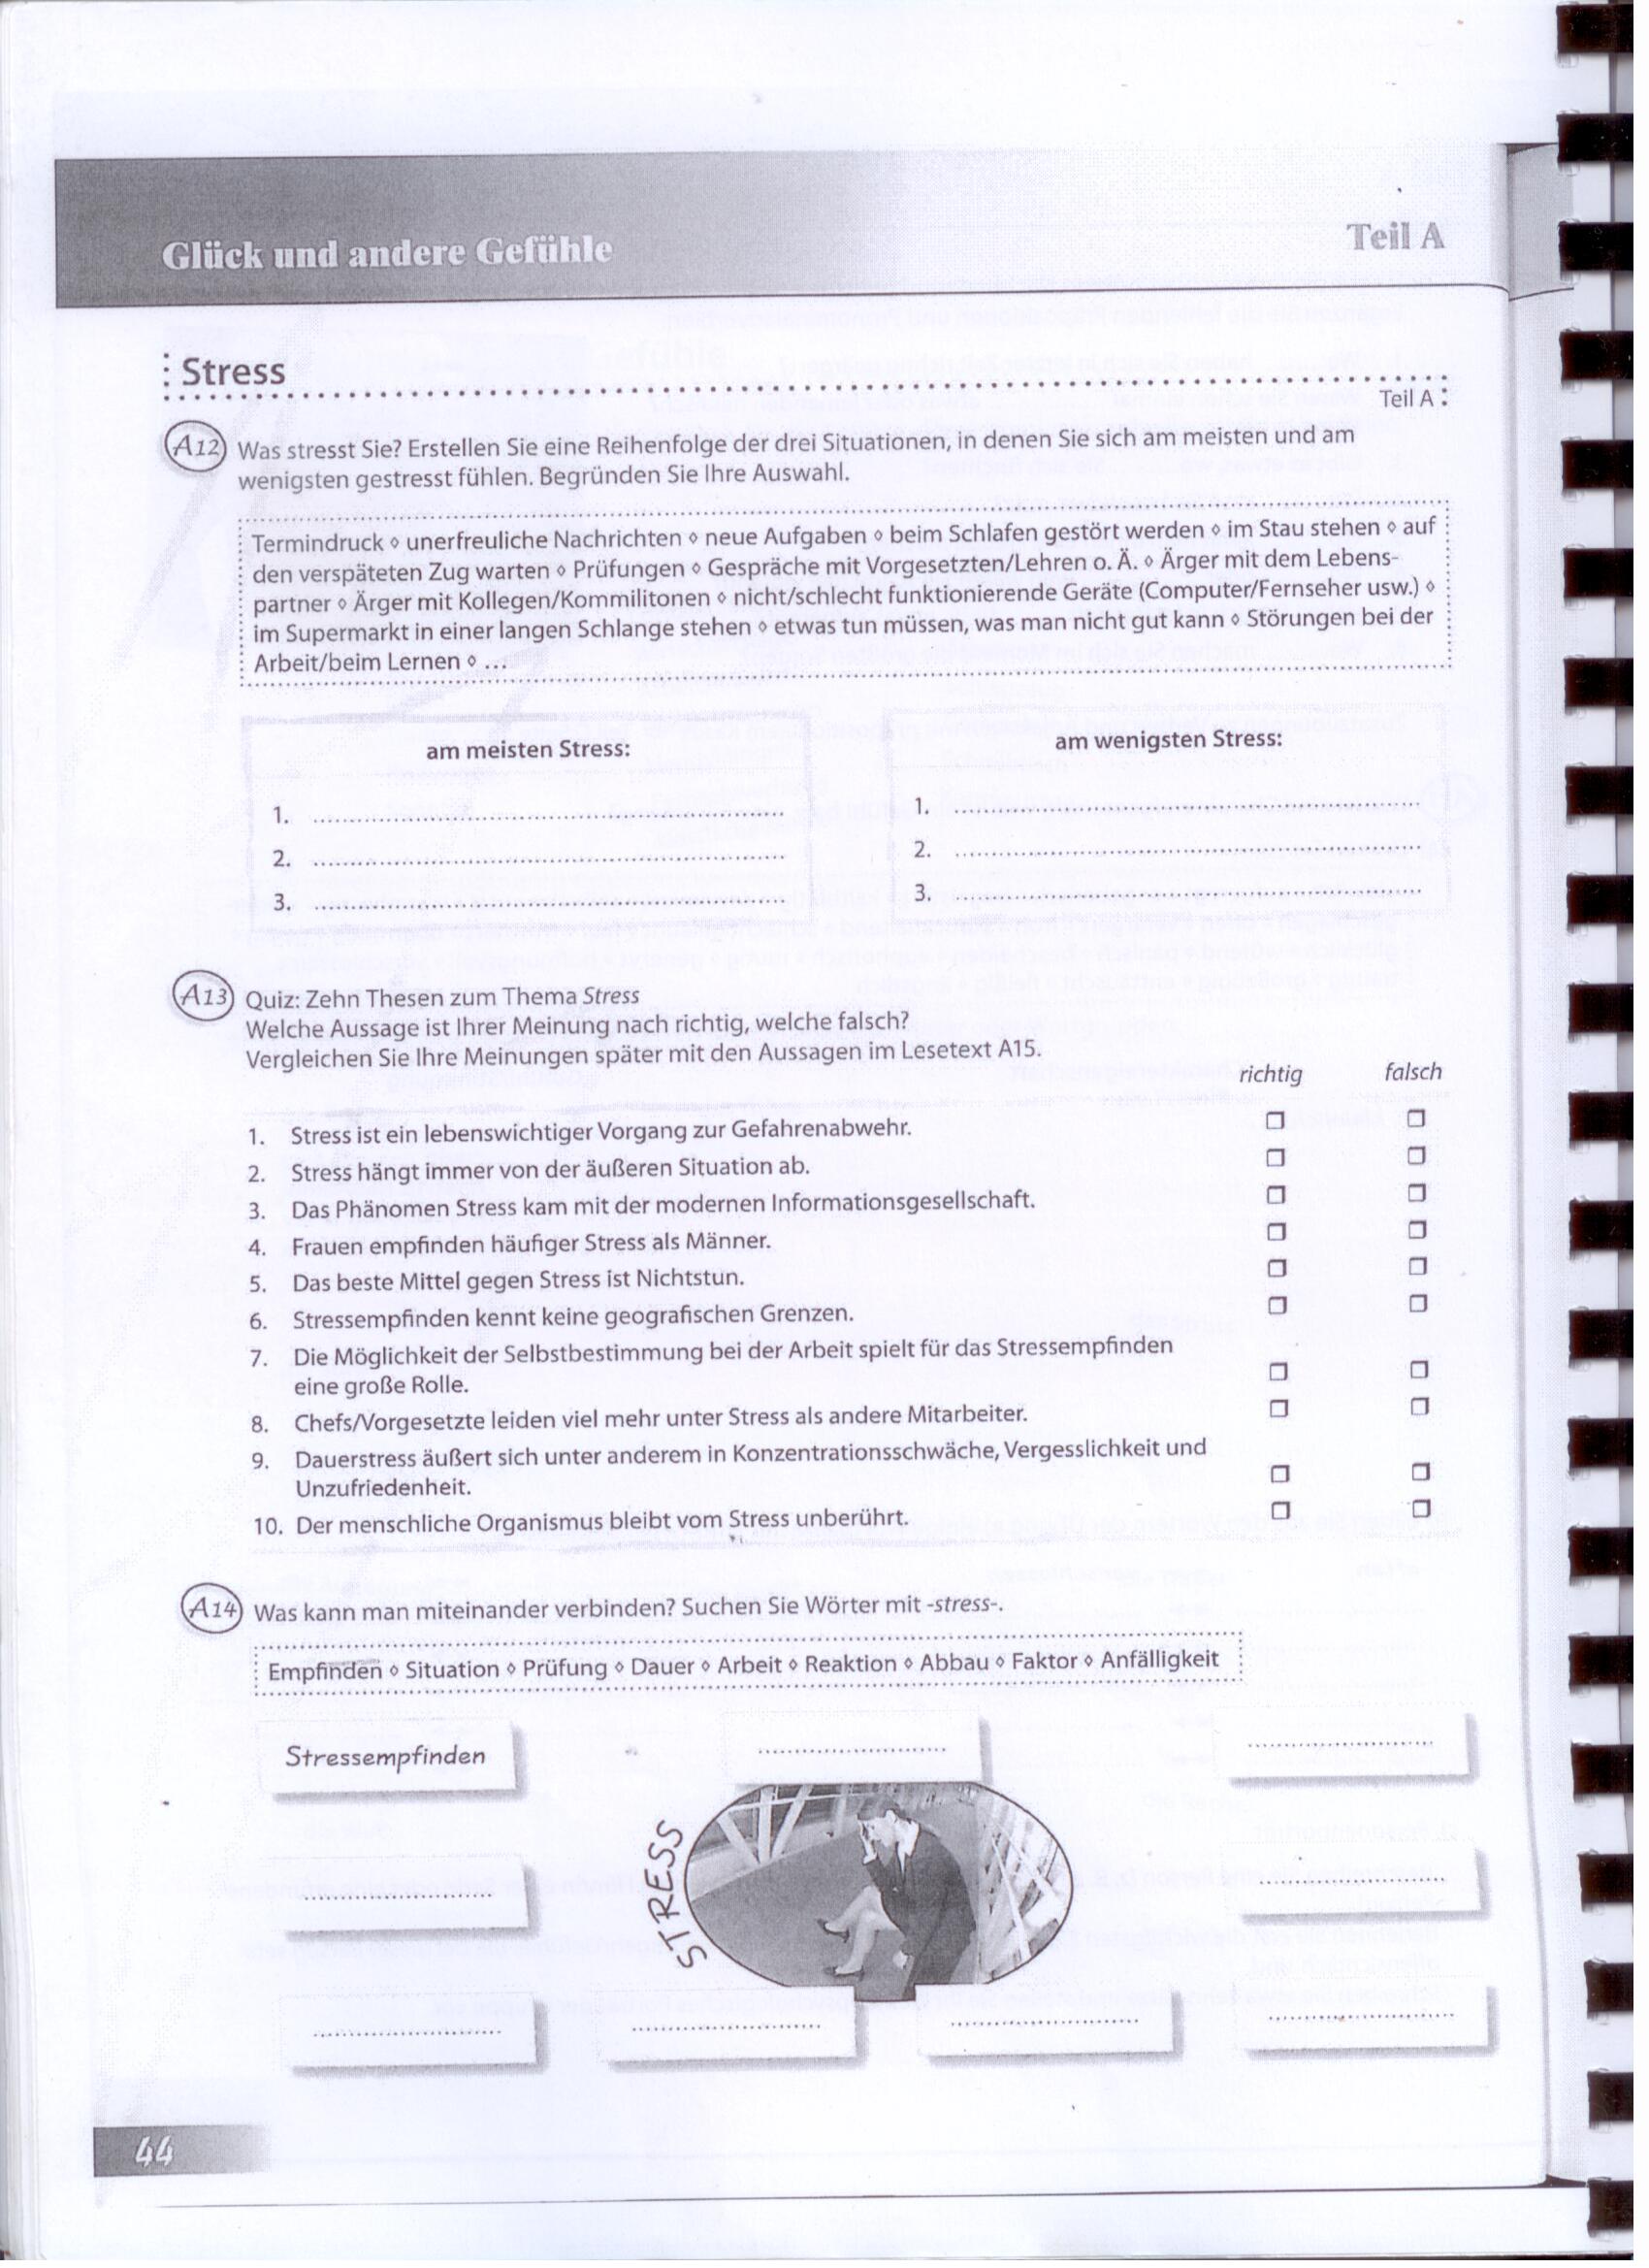 Glück und andere Gefühle
Teil A
Stress
Teil A
A12 Was stresst Sie? Erstellen Sie eine Reihenfolge der drei Situationen, in denen Sie sich am meisten und am
wenigsten gestresst fühlen. Begründen Sie Ihre Auswahl.
Termindruck ⋄ unerfreuliche Nachrichten ⋄ neue Aufgaben ⋄ beim Schlafen gestört werden ⋄ im Stau stehen ⋄ auf
den verspäteten Zug warten ⋄ Prüfungen ⋄ Gespräche mit Vorgesetzten/Lehren o. Ä. ⋄ Ärger mit dem Lebens-
partner ⋄ Ärger mit Kollegen/Kommilitonen ⋄ nicht/schlecht funktionierende Geräte (Computer/Fernseher usw.) ⋄
im Supermarkt in einer langen Schlange stehen ⋄ etwas tun müssen, was man nicht gut kann ⋄ Störungen bei der
Arbeit/beim Lernen ⋄ ...
am meisten Stress:
1.
2.
3.
am wenigsten Stress:
1.
2.
3.
A13 Quiz: Zehn Thesen zum Thema Stress
Welche Aussage ist Ihrer Meinung nach richtig, welche falsch?
Vergleichen Sie Ihre Meinungen später mit den Aussagen im Lesetext A15.
richtig falsch
1. Stress ist ein lebenswichtiger Vorgang zur Gefahrenabwehr.
2. Stress hängt immer von der äußeren Situation ab.
3. Das Phänomen Stress kam mit der modernen Informationsgesellschaft.
4. Frauen empfinden häufiger Stress als Männer.
5. Das beste Mittel gegen Stress ist Nichtstun.
6. Stressempfinden kennt keine geografischen Grenzen.
7. Die Möglichkeit der Selbstbestimmung bei der Arbeit spielt für das Stressempfinden
eine große Rolle.
8. Chefs/Vorgesetzte leiden viel mehr unter Stress als andere Mitarbeiter.
9. Dauerstress äußert sich unter anderem in Konzentrationsschwäche, Vergesslichkeit und
Unzufriedenheit.
10. Der menschliche Organismus bleibt vom Stress unberührt.
A14 Was kann man miteinander verbinden? Suchen Sie Wörter mit -stress-.
Empfinden ⋄ Situation ⋄ Prüfung ⋄ Dauer ⋄ Arbeit ⋄ Reaktion ⋄ Abbau ⋄ Faktor ⋄ Anfälligkeit
Stressempfinden
STRESS
44